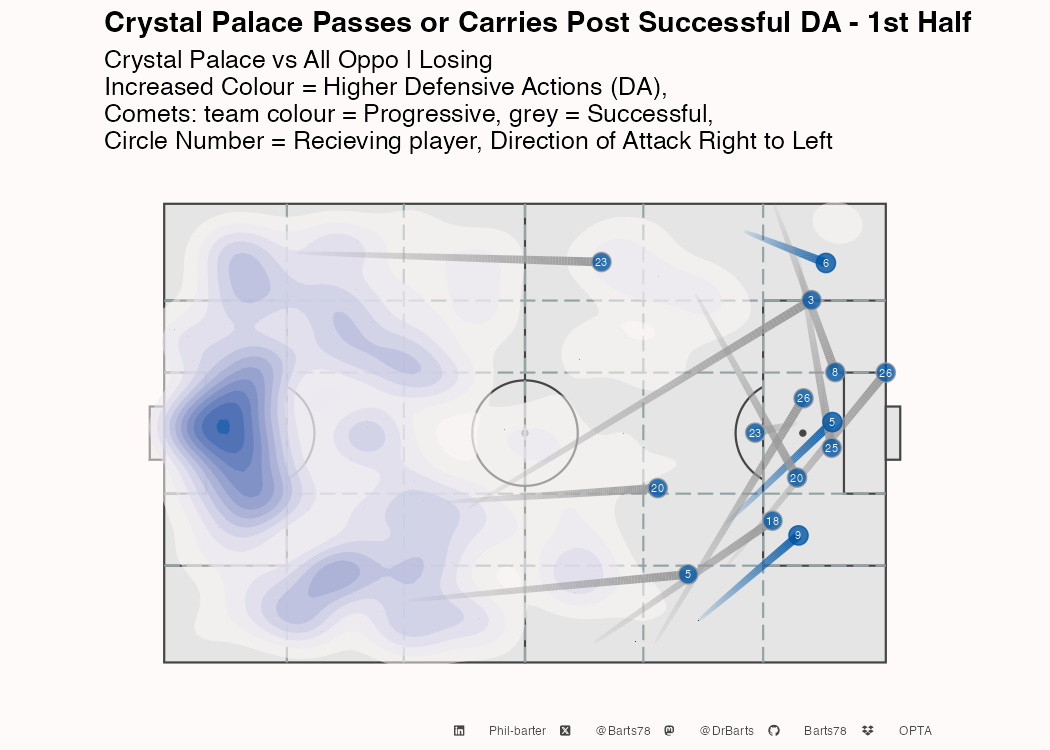 Crystal Palace Passes or Carries Post Successful DA - 1st Half
Crystal Palace vs All Oppo | Losing
Increased Colour = Higher Defensive Actions (DA),
Comets: team colour = Progressive, grey = Successful,
Circle Number = Recieving player, Direction of Attack Right to Left
23
6
3
8
26
26
5
23
25
20
20
18
9
5
Phil-barter @Barts78 @DrBarts Barts78 OPTA